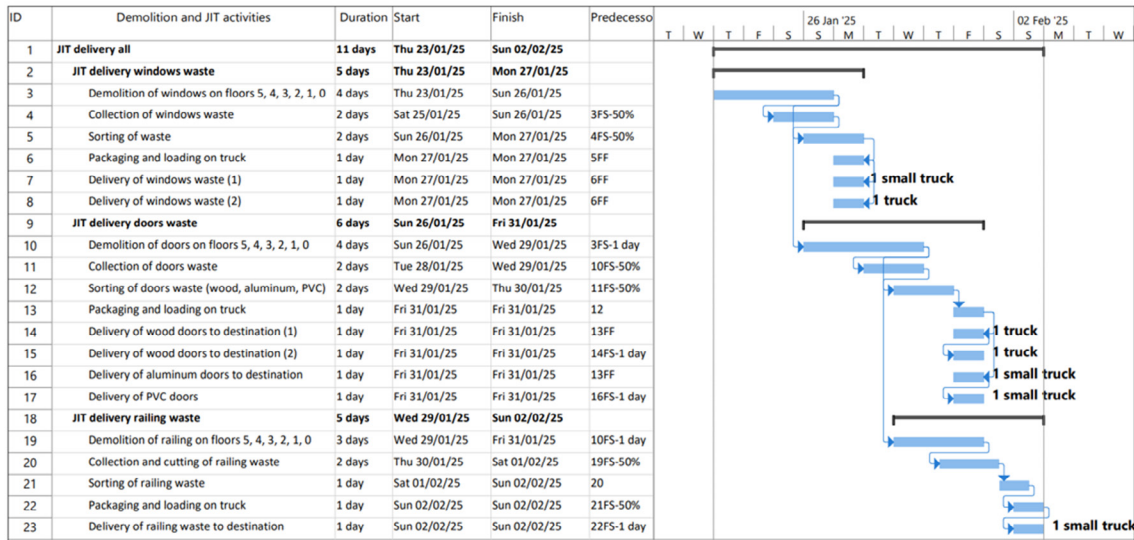 ID Demolition and JIT activities Duration Start Finish Predecesso 26 Jan '25 02 Feb '25
T W T F S S M T W T F S S M T W
1 JIT delivery all 11 days Thu 23/01/25 Sun 02/02/25
2 JIT delivery windows waste 5 days Thu 23/01/25 Mon 27/01/25
3 Demolition of windows on floors 5, 4, 3, 2, 1, 0 4 days Thu 23/01/25 Sun 26/01/25
4 Collection of windows waste 2 days Sat 25/01/25 Sun 26/01/25 3FS-50%
5 Sorting of waste 2 days Sun 26/01/25 Mon 27/01/25 4FS-50%
6 Packaging and loading on truck 1 day Mon 27/01/25 Mon 27/01/25 5FF
7 Delivery of windows waste (1) 1 day Mon 27/01/25 Mon 27/01/25 6FF 1 small truck
8 Delivery of windows waste (2) 1 day Mon 27/01/25 Mon 27/01/25 6FF 1 truck
9 JIT delivery doors waste 6 days Sun 26/01/25 Fri 31/01/25
10 Demolition of doors on floors 5, 4, 3, 2, 1, 0 4 days Sun 26/01/25 Wed 29/01/25 3FS-1 day
11 Collection of doors waste 2 days Tue 28/01/25 Wed 29/01/25 10FS-50%
12 Sorting of doors waste (wood, aluminum, PVC) 2 days Wed 29/01/25 Thu 30/01/25 11FS-50%
13 Packaging and loading on truck 1 day Fri 31/01/25 Fri 31/01/25 12
14 Delivery of wood doors to destination (1) 1 day Fri 31/01/25 Fri 31/01/25 13FF 1 truck
15 Delivery of wood doors to destination (2) 1 day Fri 31/01/25 Fri 31/01/25 14FS-1 day 1 truck
16 Delivery of aluminum doors to destination 1 day Fri 31/01/25 Fri 31/01/25 13FF 1 small truck
17 Delivery of PVC doors 1 day Fri 31/01/25 Fri 31/01/25 16FS-1 day 1 small truck
18 JIT delivery railing waste 5 days Wed 29/01/25 Sun 02/02/25
19 Demolition of railing on floors 5, 4, 3, 2, 1, 0 3 days Wed 29/01/25 Fri 31/01/25 10FS-1 day
20 Collection and cutting of railing waste 2 days Thu 30/01/25 Sat 01/02/25 19FS-50%
21 Sorting of railing waste 1 day Sat 01/02/25 Sun 02/02/25 20
22 Packaging and loading on truck 1 day Sun 02/02/25 Sun 02/02/25 21FS-50%
23 Delivery of railing waste to destination 1 day Sun 02/02/25 Sun 02/02/25 22FS-1 day 1 small truck